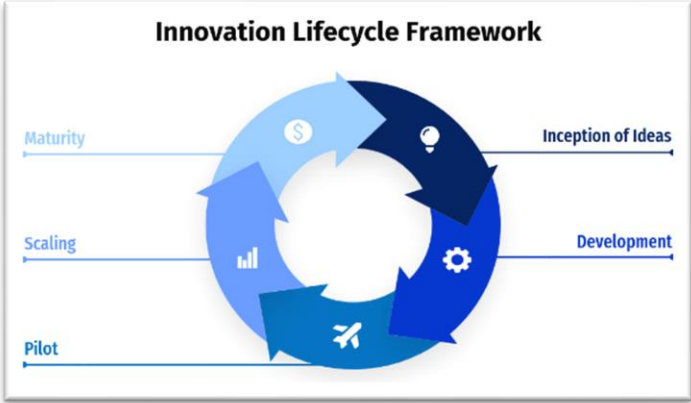 Innovation Lifecycle Framework
Maturity
$
Inception of Ideas
Scaling
Development
Pilot